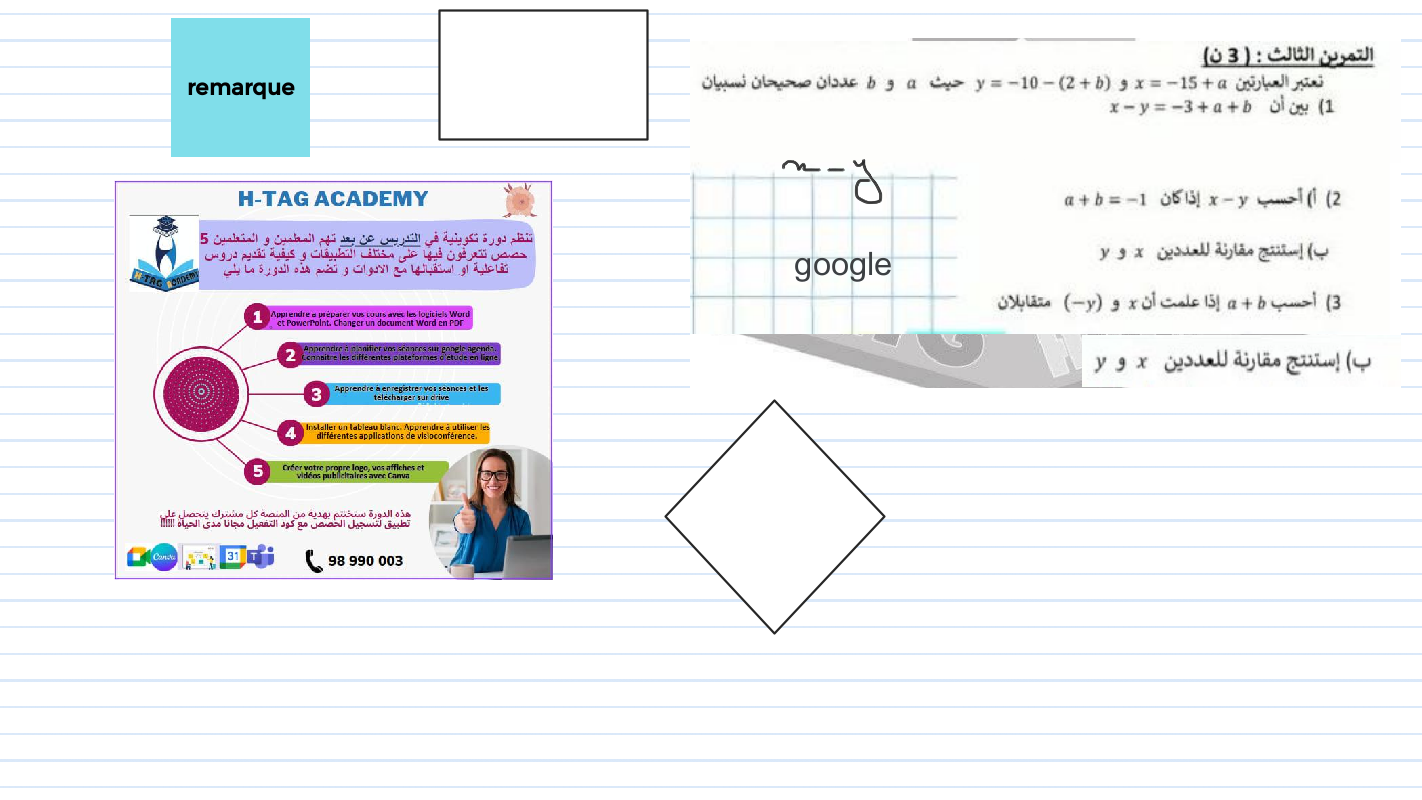 remarque
H-TAG ACADEMY
تنظم دورة تكوينية في التدريس عن بعد تهم المعلمين و المتعلمين 5
حصص تتعرفون فيها على مختلف التطبيقات و كيفية تقديم دروس
تفاعلية او استقبالها مع الادوات و تضم هذه الدورة ما يلي
H-TAG
1 Apprendre a préparer vos cours avec les logiciels Word
et PowerPoint. Changer un document Word en PDF
2 Apprendre à planifier vos séances sur google agenda.
Connaitre les différentes plateformes d'étude en ligne
3 Apprendre à enregistrer vos séances et les
télécharger sur drive
4 Installer un tableau blanc. Apprendre à utiliser les
différentes applications de visioconférence.
5 Créer votre propre logo, vos affiches et
vidéos publicitaires avec Canva
هذه الدورة ستختتم بهدية من المنصة كل مشترك يتحصل على
تطبيق لتسجيل الحصص مع كود التفعيل مجانا مدى الحياة !!!!!!
Canva
31
98 990 003
التمرين الثالث : ( 3 ن)
نعتبر العبارتين x = −15 + a و y = −10 − (2 + b) حيث a و b عددان صحيحان نسبيان
1) بين أن x − y = −3 + a + b
x - - y
2) أ) أحسب x − y إذا كان a + b = −1
ب) إستنتج مقارنة للعددين x و y
google
3) أحسب a + b إذا علمت أن x و (−y) متقابلان
ب) إستنتج مقارنة للعددين x و y